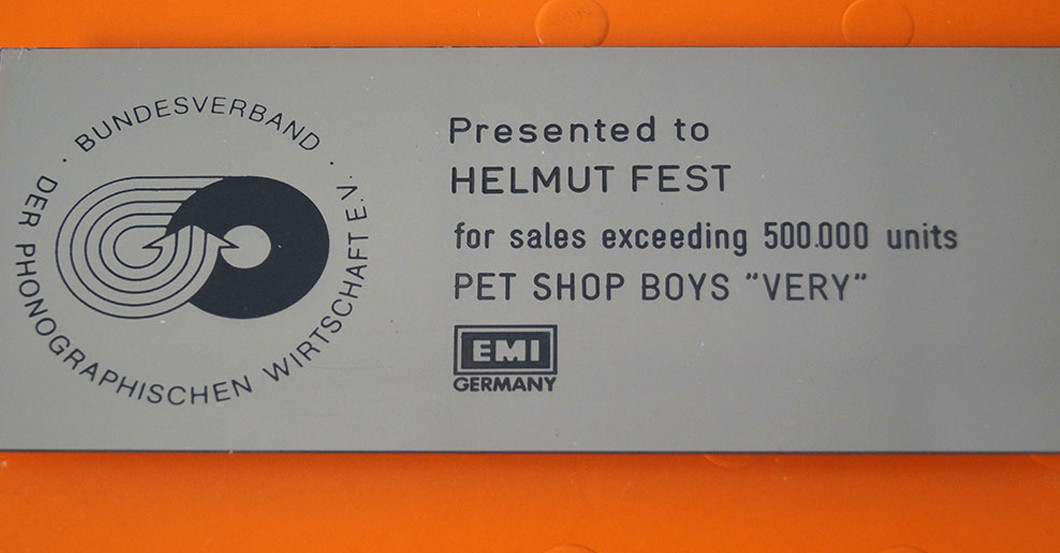 · BUNDESVERBAND ·
DER PHONOGRAPHISCHEN WIRTSCHAFT E.V.
Presented to
HELMUT FEST
for sales exceeding 500.000 units
PET SHOP BOYS "VERY"
EMI
GERMANY